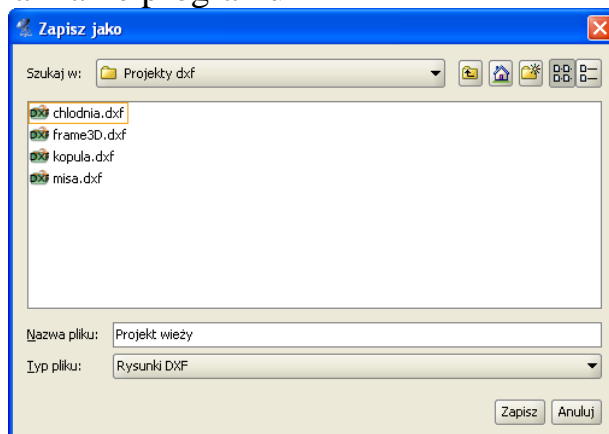 Zapisz jako
Szukaj w: Projekty dxf
chlodnia.dxf
frame3D.dxf
kopula.dxf
misa.dxf
Nazwa pliku: Projekt wieży
Typ pliku: Rysunki DXF
Zapisz Anuluj